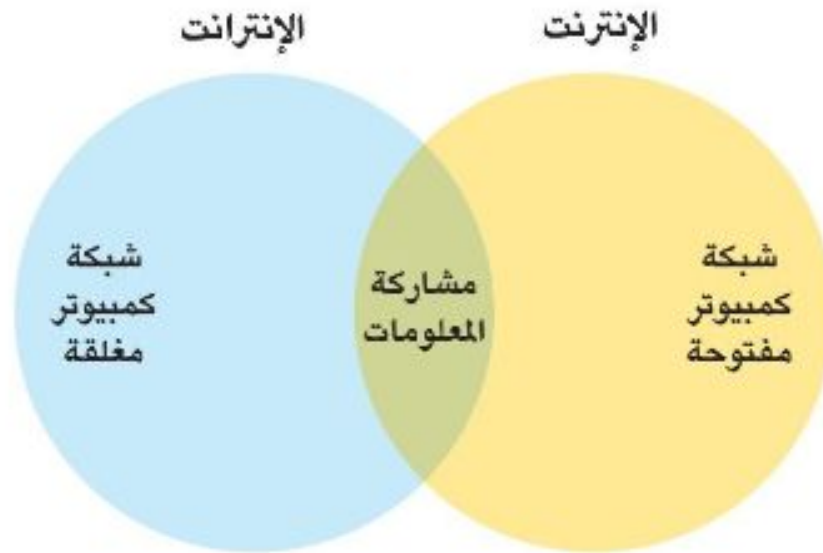 الإنترنت
الإنترانت
شبكة
كمبيوتر
مفتوحة
مشاركة
المعلومات
شبكة
كمبيوتر
مغلقة